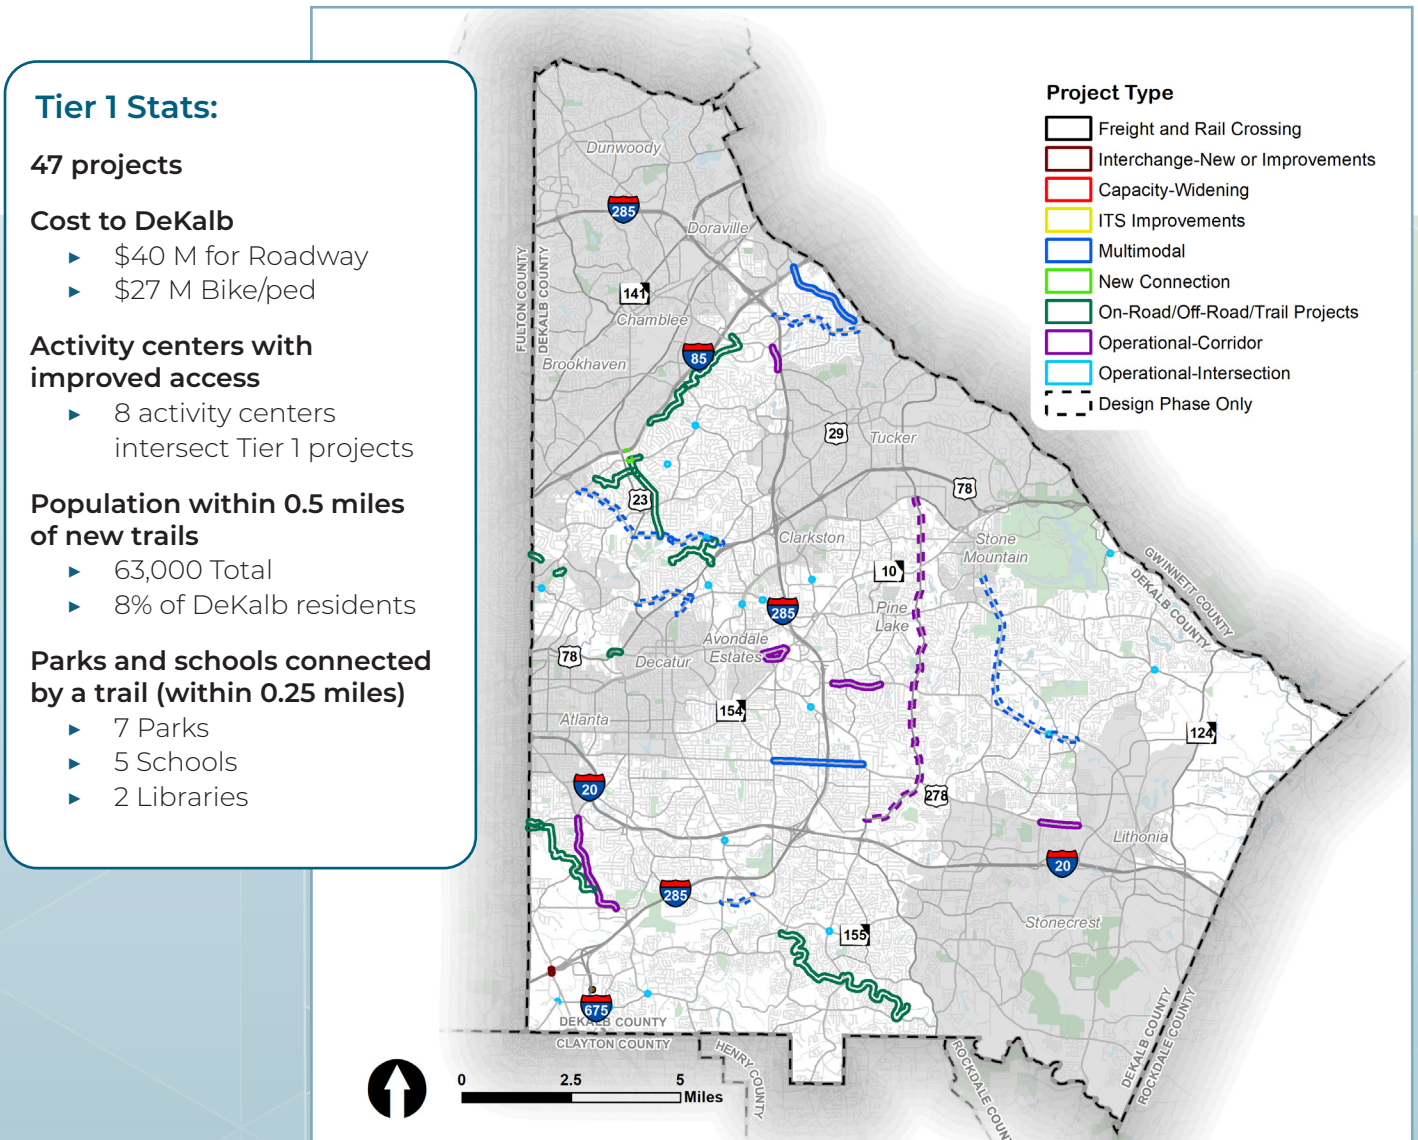 Tier 1 Stats:
47 projects
Cost to DeKalb
► $40 M for Roadway
► $27 M Bike/ped
Activity centers with
improved access
► 8 activity centers
intersect Tier 1 projects
Population within 0.5 miles
of new trails
► 63,000 Total
► 8% of DeKalb residents
Parks and schools connected
by a trail (within 0.25 miles)
► 7 Parks
► 5 Schools
► 2 Libraries
Project Type
Freight and Rail Crossing
Interchange-New or Improvements
Capacity-Widening
ITS Improvements
Multimodal
New Connection
On-Road/Off-Road/Trail Projects
Operational-Corridor
Operational-Intersection
Design Phase Only
Dunwoody
285
Doraville
FULTON COUNTY
DEKALB COUNTY
141
Chamblee
85
Brookhaven
29
Tucker
78
23
Clarkston
Stone
Mountain
GWINNETT COUNTY
DEKALB COUNTY
10
285
Pine
Lake
Avondale
Estates
78
Decatur
154
Atlanta
124
20
278
Lithonia
20
285
Stonecrest
155
675
DEKALB COUNTY
CLAYTON COUNTY
HENRY COUNTY
ROCKDALE COUNTY
DEKALB COUNTY
ROCKDALE COUNTY
0 2.5 5
Miles